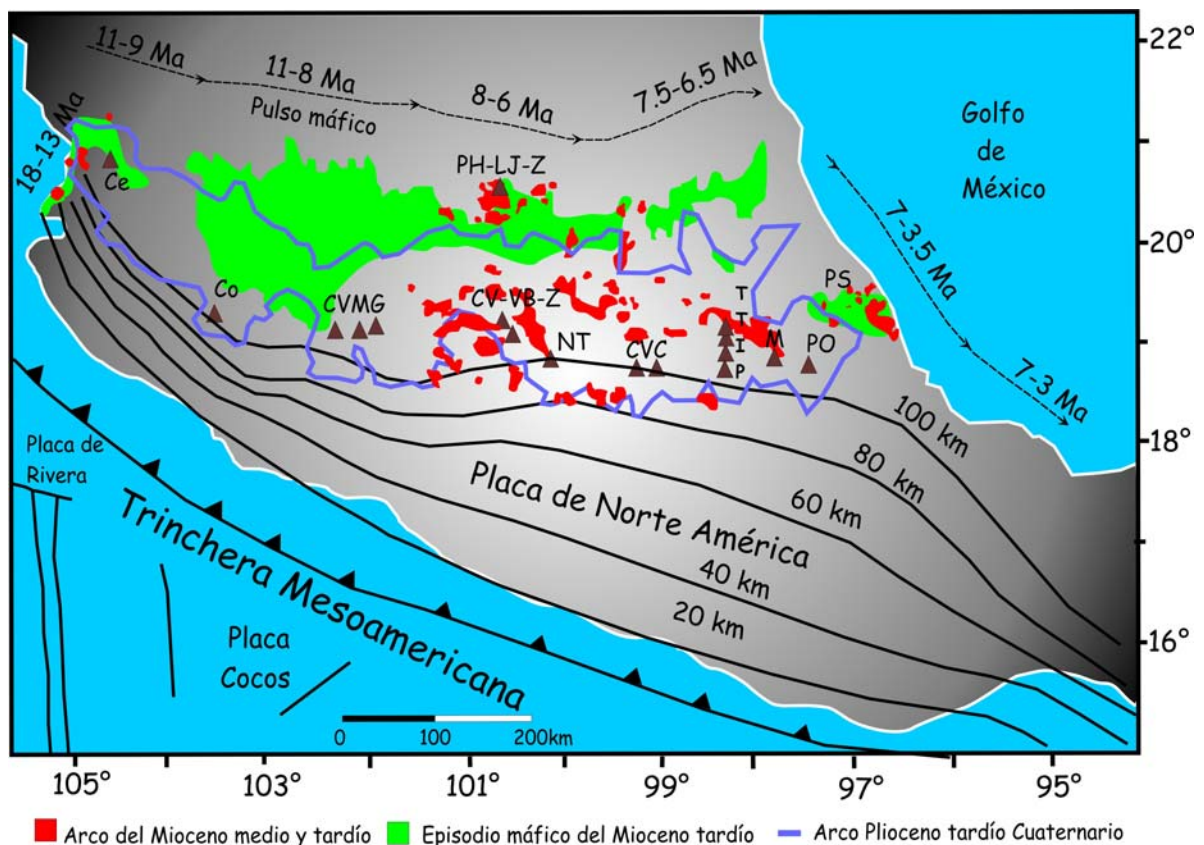 11-9 Ma
11-8 Ma
8-6 Ma
7.5-6.5 Ma
Pulso máfico
18-13 Ma
22°
20°
18°
16°
Golfo
de
México
7-3.5 Ma
7-3 Ma
Ce
PH-LJ-Z
Co
CVMG
CV-VB-Z
NT
CVC
T
T
I
P
M
PO
PS
100 km
80 km
60 km
40 km
20 km
Placa de Norte América
Placa de
Rivera
Trinchera Mesoamericana
Placa
Cocos
0 100 200km
105° 103° 101° 99° 97° 95°
Arco del Mioceno medio y tardío
Episodio máfico del Mioceno tardío
Arco Plioceno tardío Cuaternario